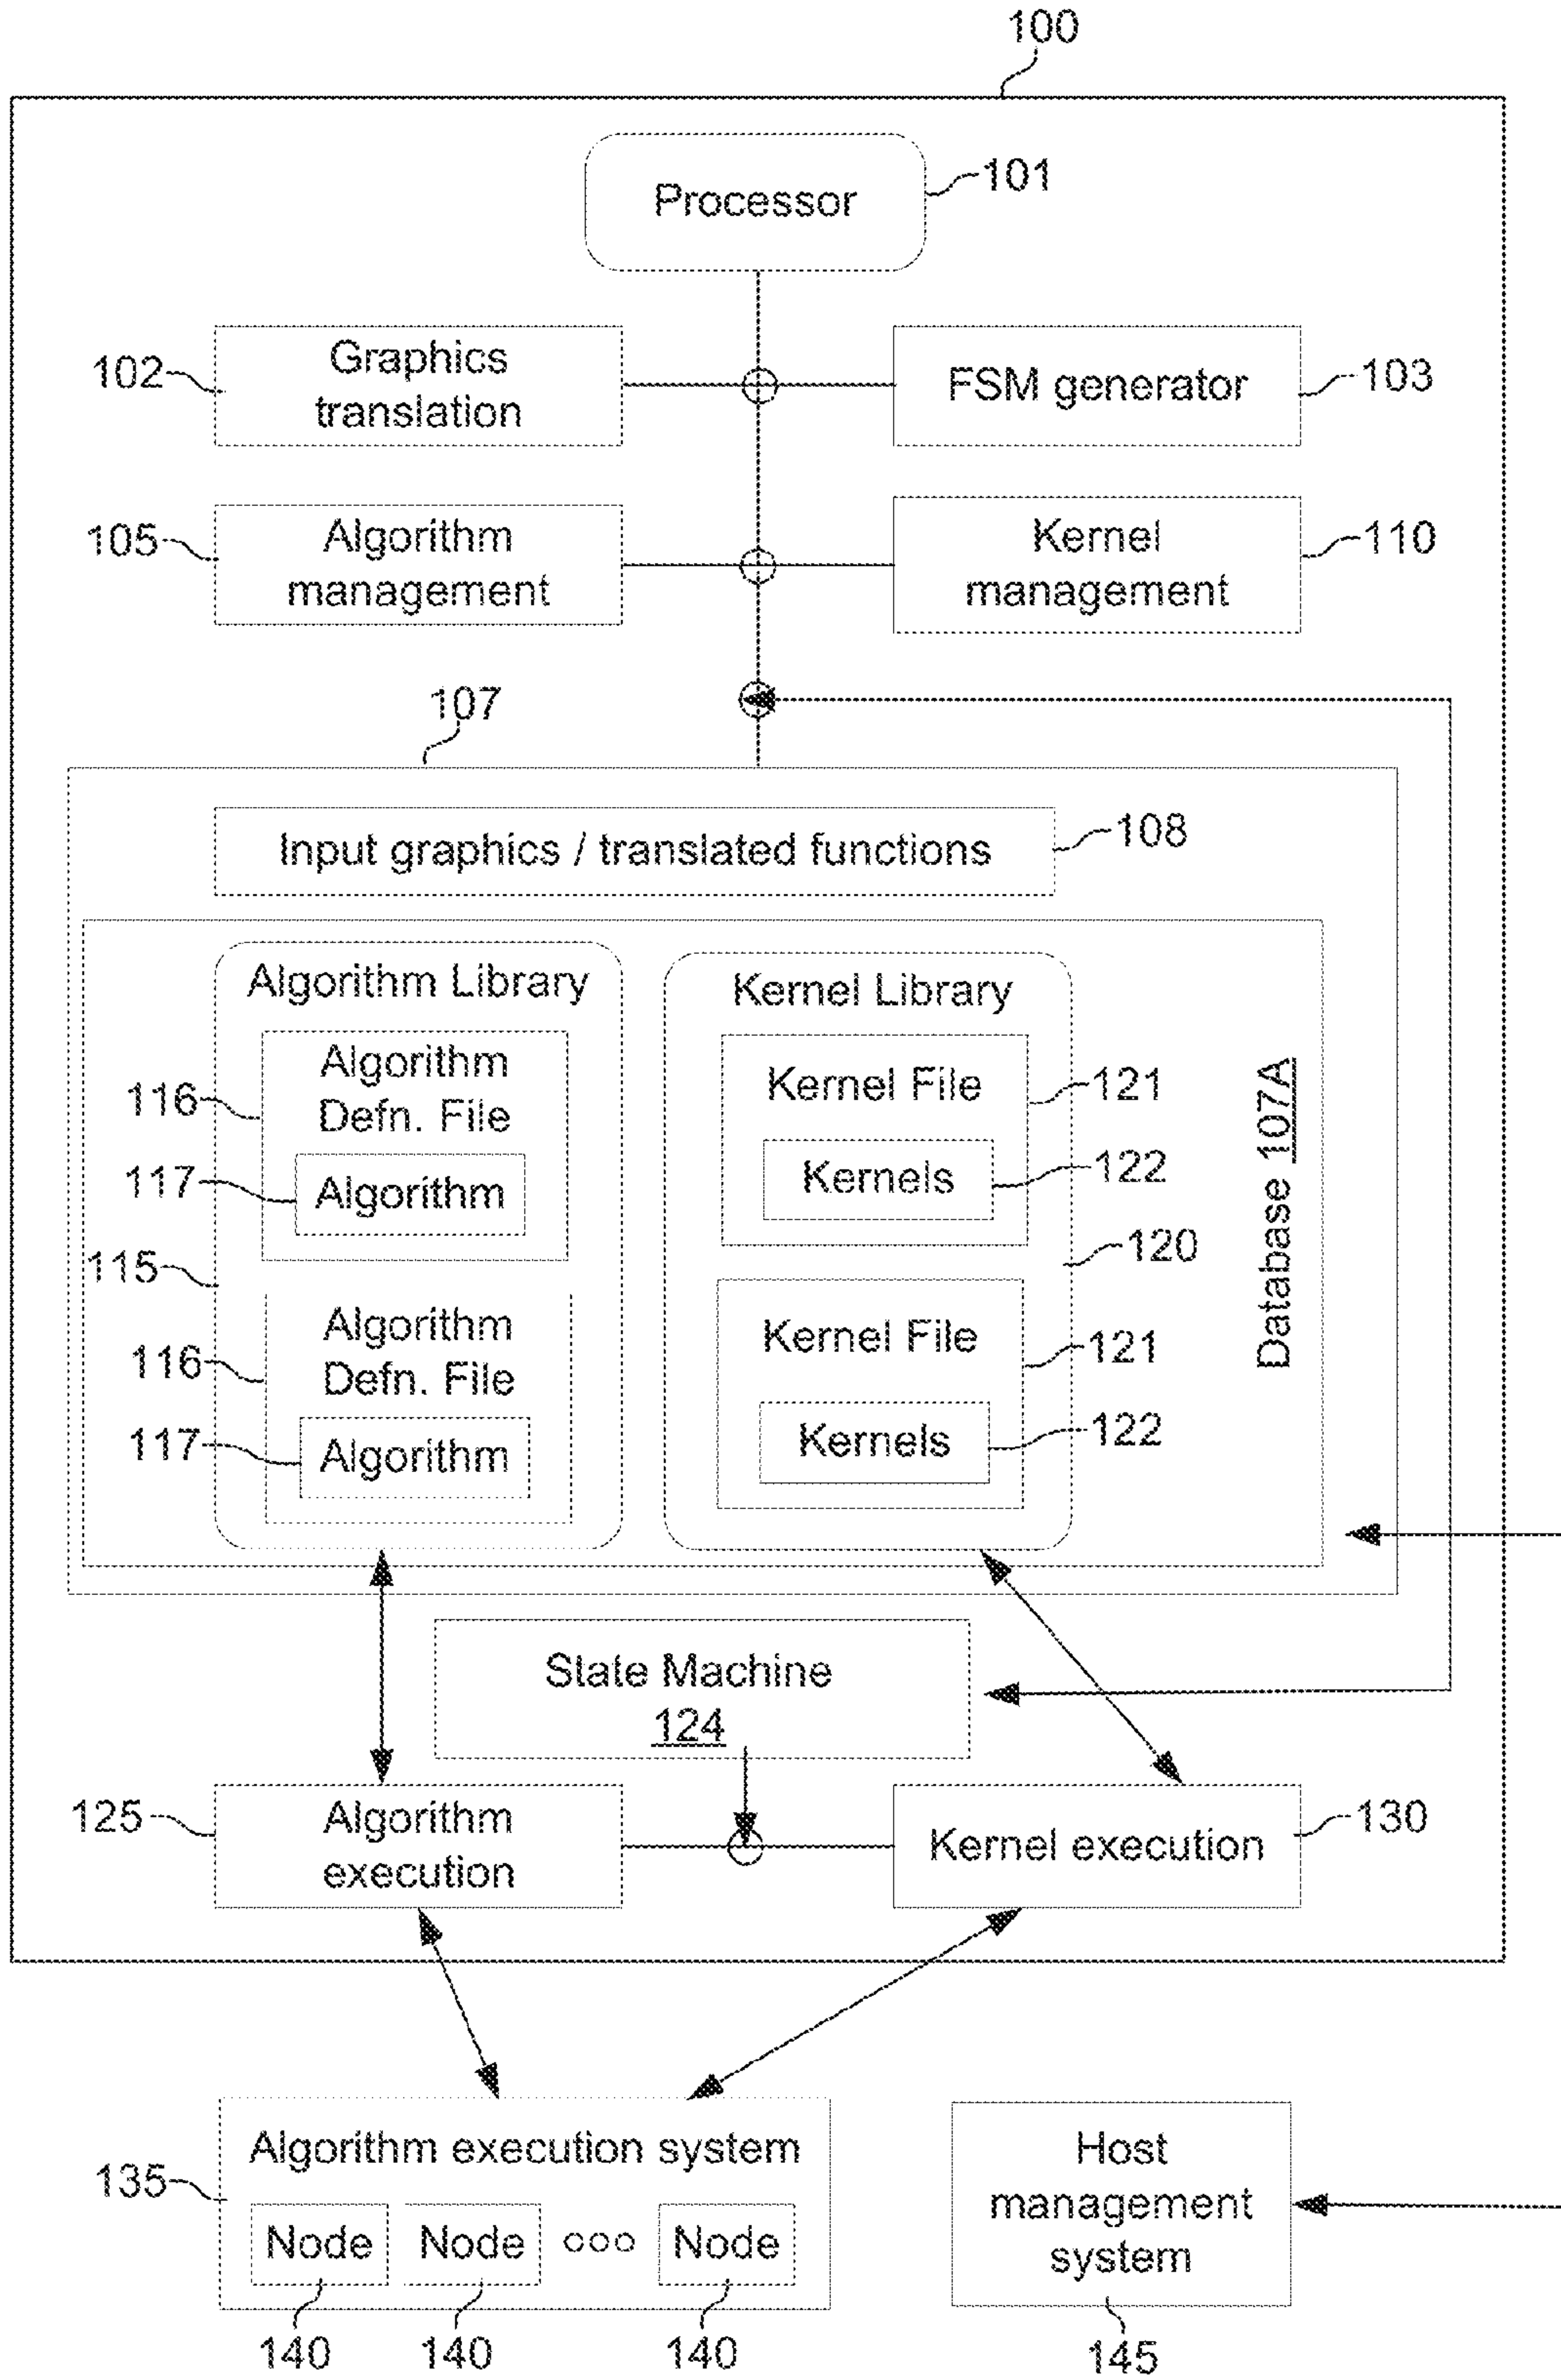 100
Processor
101
Graphics
translation
102
FSM generator
103
Algorithm
management
105
Kernel
management
110
107
Input graphics / translated functions
108
Algorithm Library
Algorithm
Defn. File
116
Algorithm
117
115
Algorithm
Defn. File
116
Algorithm
117
Kernel Library
Kernel File
121
Kernels
122
120
Kernel File
121
Kernels
122
Database 107A
State Machine
124
Algorithm
execution
125
Kernel execution
130
Algorithm execution system
135
Node
Node
ooo
Node
140
140
140
Host
management
system
145